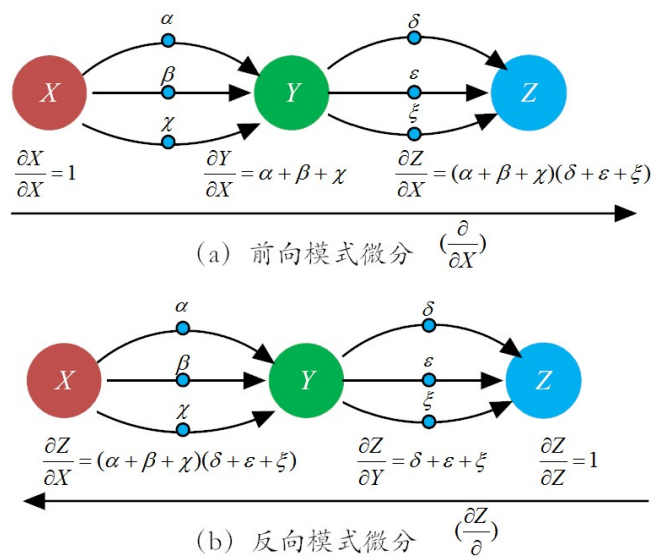 α δ
X β Y ε Z
χ ξ
∂X/∂X = 1 ∂Y/∂X = α + β + χ ∂Z/∂X = (α + β + χ)(δ + ε + ξ)
(a) 前向模式微分 (∂/∂X)
α δ
X β Y ε Z
χ ξ
∂Z/∂X = (α + β + χ)(δ + ε + ξ) ∂Z/∂Y = δ + ε + ξ ∂Z/∂Z = 1
(b) 反向模式微分 (∂Z/∂)